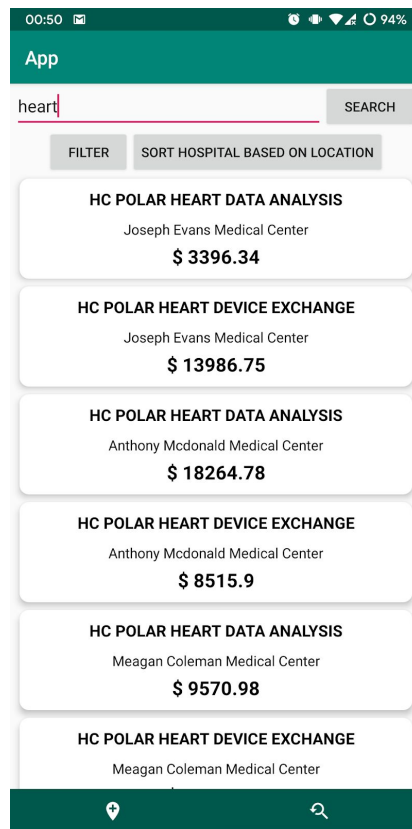 00:50 94%
App
heart SEARCH
FILTER SORT HOSPITAL BASED ON LOCATION
HC POLAR HEART DATA ANALYSIS
Joseph Evans Medical Center
$ 3396.34
HC POLAR HEART DEVICE EXCHANGE
Joseph Evans Medical Center
$ 13986.75
HC POLAR HEART DATA ANALYSIS
Anthony Mcdonald Medical Center
$ 18264.78
HC POLAR HEART DEVICE EXCHANGE
Anthony Mcdonald Medical Center
$ 8515.9
HC POLAR HEART DATA ANALYSIS
Meagan Coleman Medical Center
$ 9570.98
HC POLAR HEART DEVICE EXCHANGE
Meagan Coleman Medical Center